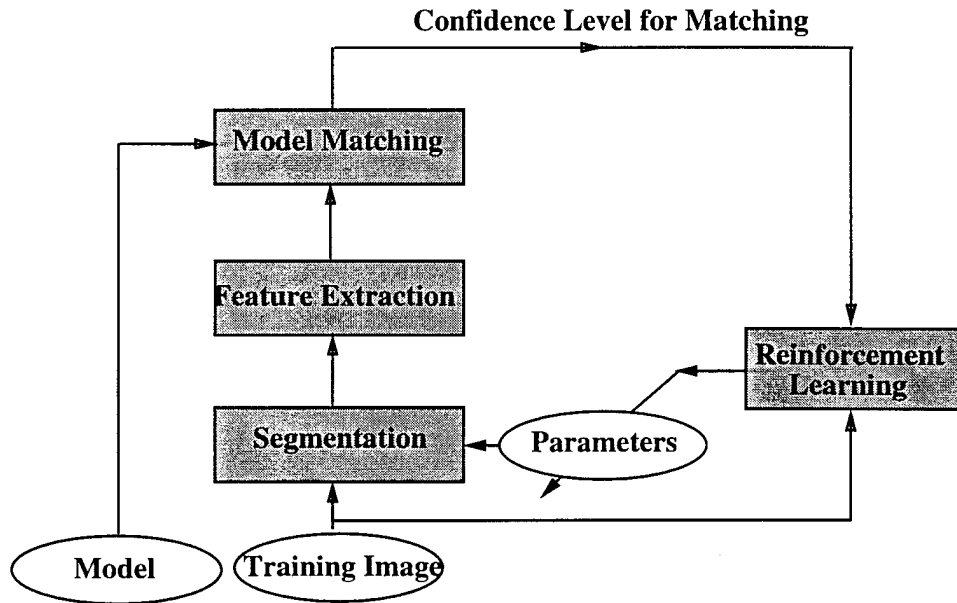 Confidence Level for Matching
Model Matching
Feature Extraction
Reinforcement
Learning
Segmentation
Parameters
Model
Training Image